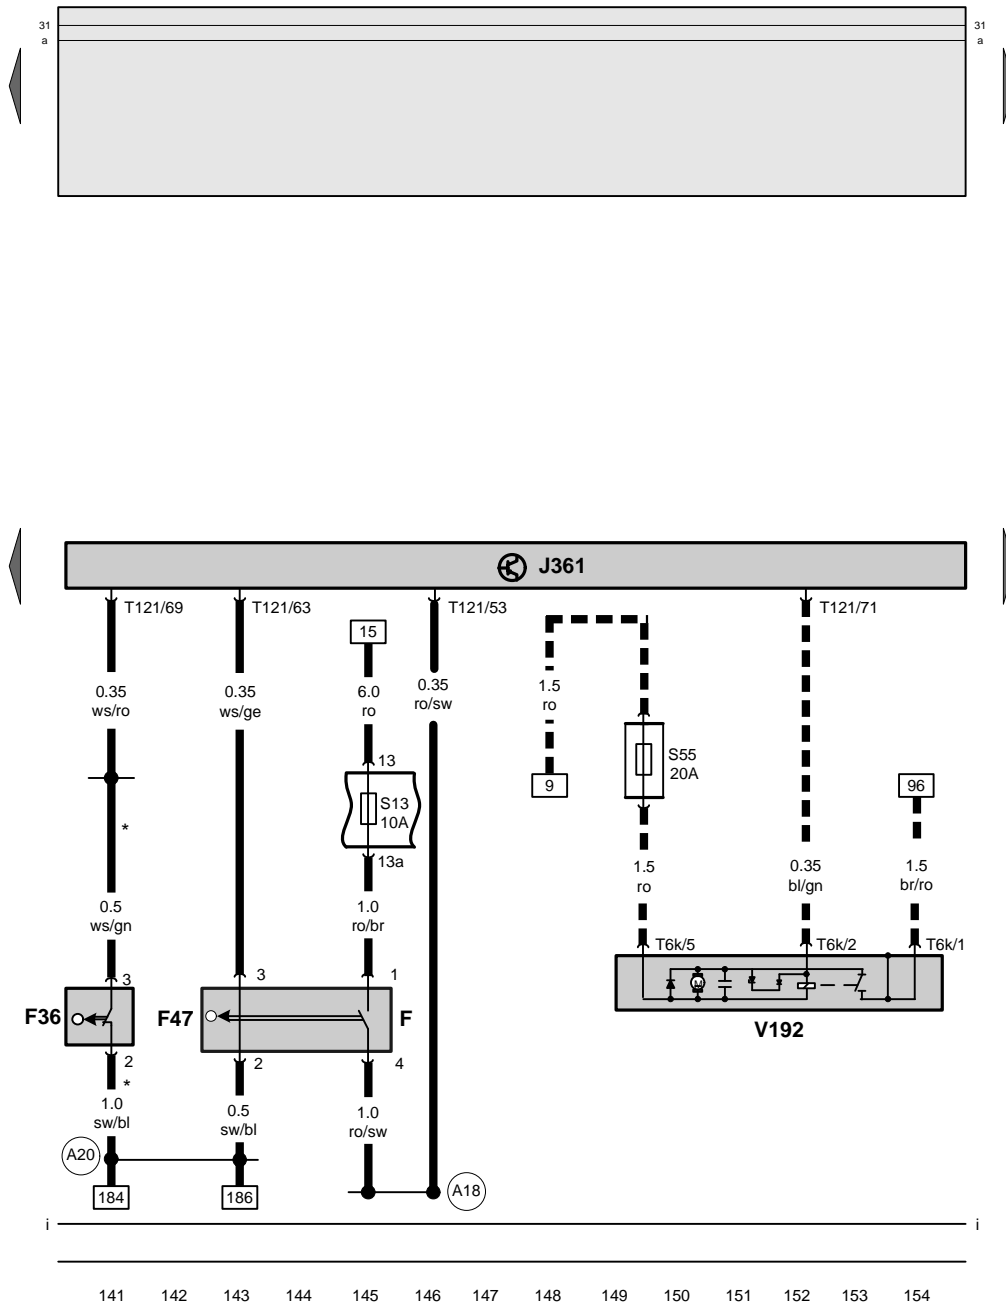 31 31
a a
J361
T121/69 T121/63 T121/53 T121/71
15
0.35 0.35 6.0 0.35 1.5
ws/ro ws/ge ro ro/sw ro
13 S55
20A
9 96
S13
10A
*
13a
1.5 0.35 1.5
ro bl/gn br/ro
0.5 1.0
ws/gn ro/br
T6k/5 T6k/2 T6k/1
3 3 1
M
F36 F47 F
V192
2 2 4
*
1.0 0.5 1.0
sw/bl sw/bl ro/sw
A20
184 186 A18
i i
141 142 143 144 145 146 147 148 149 150 151 152 153 154